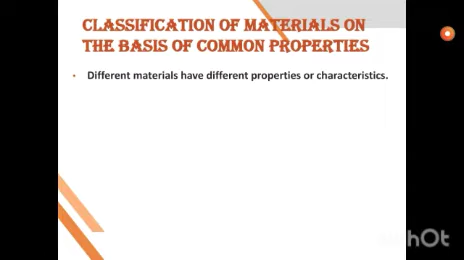 CLASSIFICATION OF MATERIALS ON
THE BASIS OF COMMON PROPERTIES
• Different materials have different properties or characteristics.